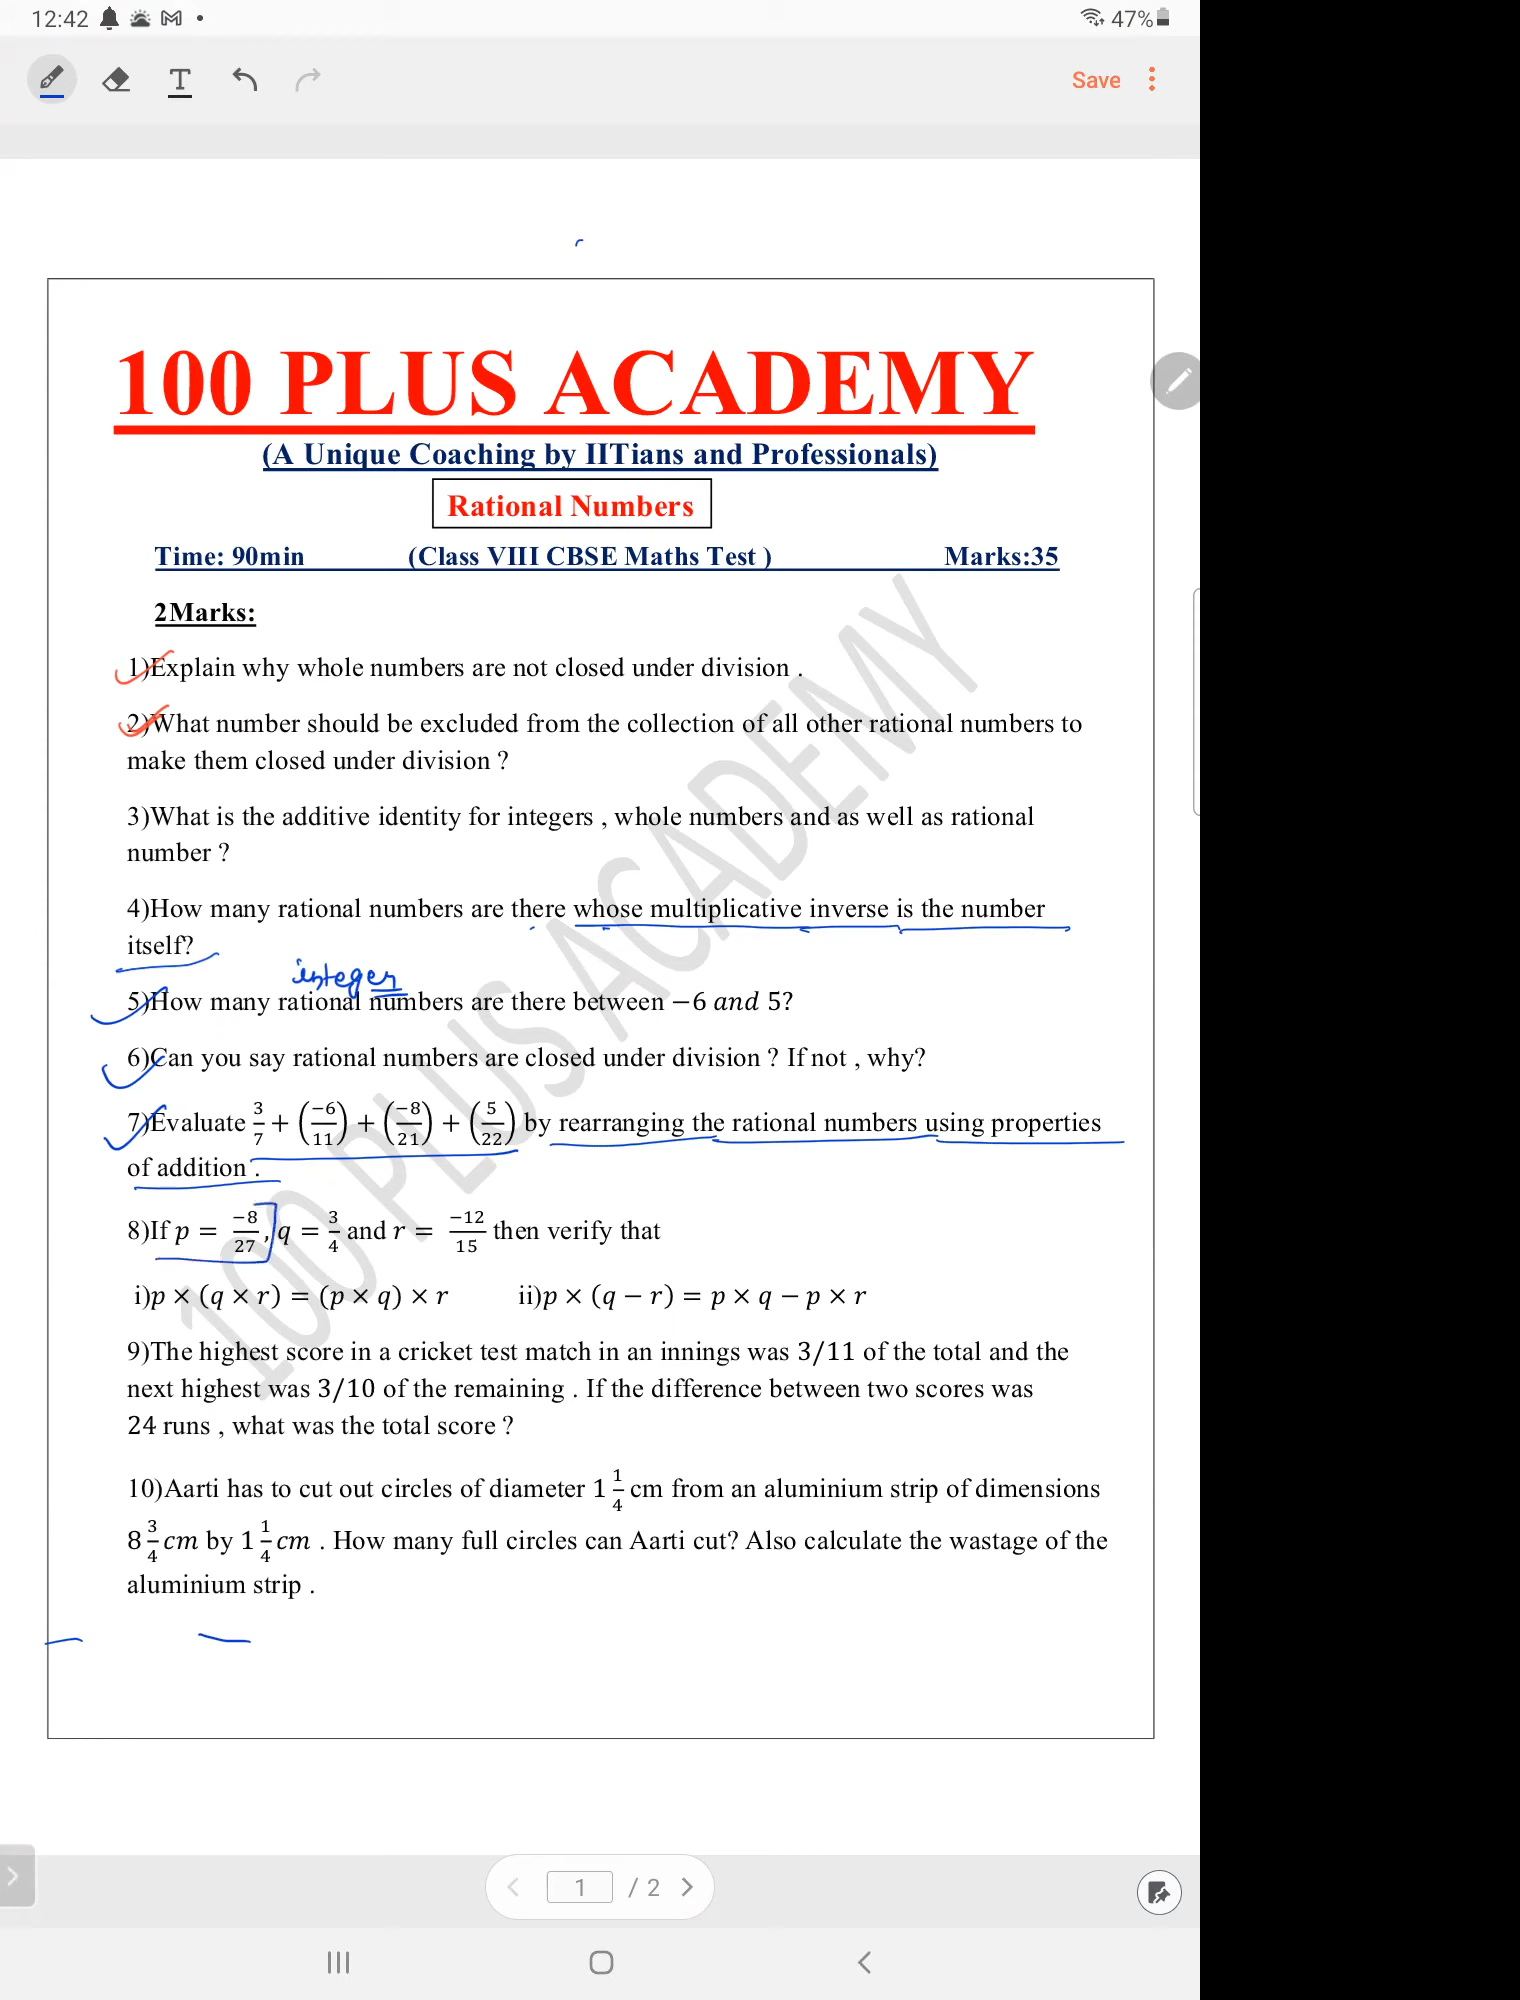 12:42 47%
Save
100 PLUS ACADEMY
(A Unique Coaching by IITians and Professionals)
Rational Numbers
Time: 90min (Class VIII CBSE Maths Test ) Marks:35
2Marks:
1)Explain why whole numbers are not closed under division .
2)What number should be excluded from the collection of all other rational numbers to
make them closed under division ?
3)What is the additive identity for integers , whole numbers and as well as rational
number ?
4)How many rational numbers are there whose multiplicative inverse is the number
itself?
integer
5)How many rational numbers are there between −6 and 5?
6)Can you say rational numbers are closed under division ? If not , why?
7)Evaluate 3/7 + (−6/11) + (−8/21) + (5/22) by rearranging the rational numbers using properties
of addition .
8)If p = −8/27, q = 3/4 and r = −12/15 then verify that
i)p × (q × r) = (p × q) × r ii)p × (q − r) = p × q − p × r
9)The highest score in a cricket test match in an innings was 3/11 of the total and the
next highest was 3/10 of the remaining . If the difference between two scores was
24 runs , what was the total score ?
10)Aarti has to cut out circles of diameter 1 1/4 cm from an aluminium strip of dimensions
8 3/4 cm by 1 1/4 cm . How many full circles can Aarti cut? Also calculate the wastage of the
aluminium strip .
100 PLUS ACADEMY
1 / 2